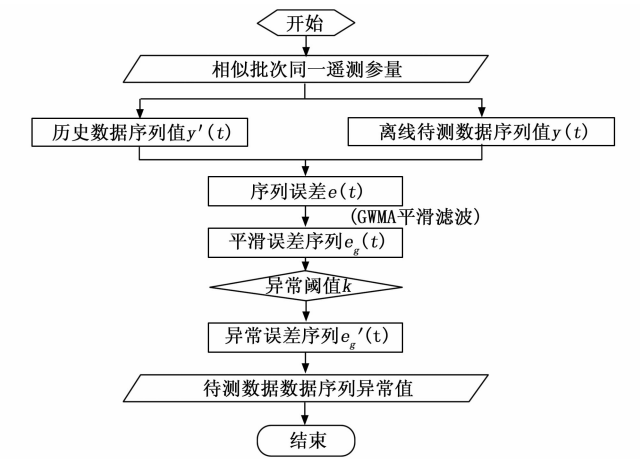 开始
相似批次同一遥测参量
历史数据序列值y′(t)
离线待测数据序列值y(t)
序列误差e(t)
(GWMA平滑滤波)
平滑误差序列e_g(t)
异常阈值k
异常误差序列e_g′(t)
待测数据数据序列异常值
结束